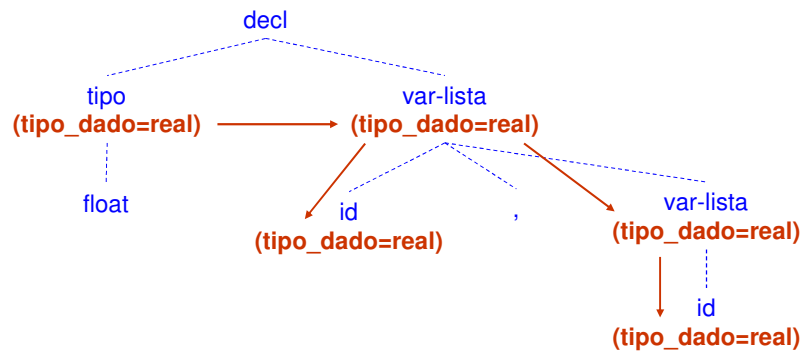 decl
tipo
(tipo_dado=real)
var-lista
(tipo_dado=real)
float
id
(tipo_dado=real)
,
var-lista
(tipo_dado=real)
id
(tipo_dado=real)